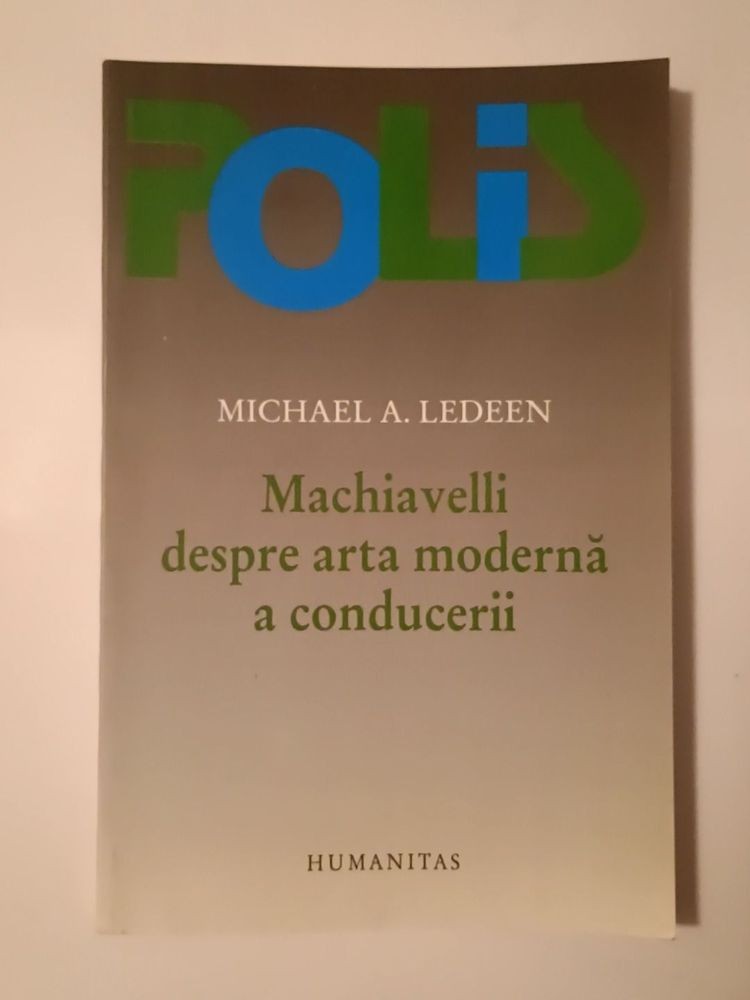 POLiS
MICHAEL A. LEDEEN
Machiavelli
despre arta modernă
a conducerii
HUMANITAS